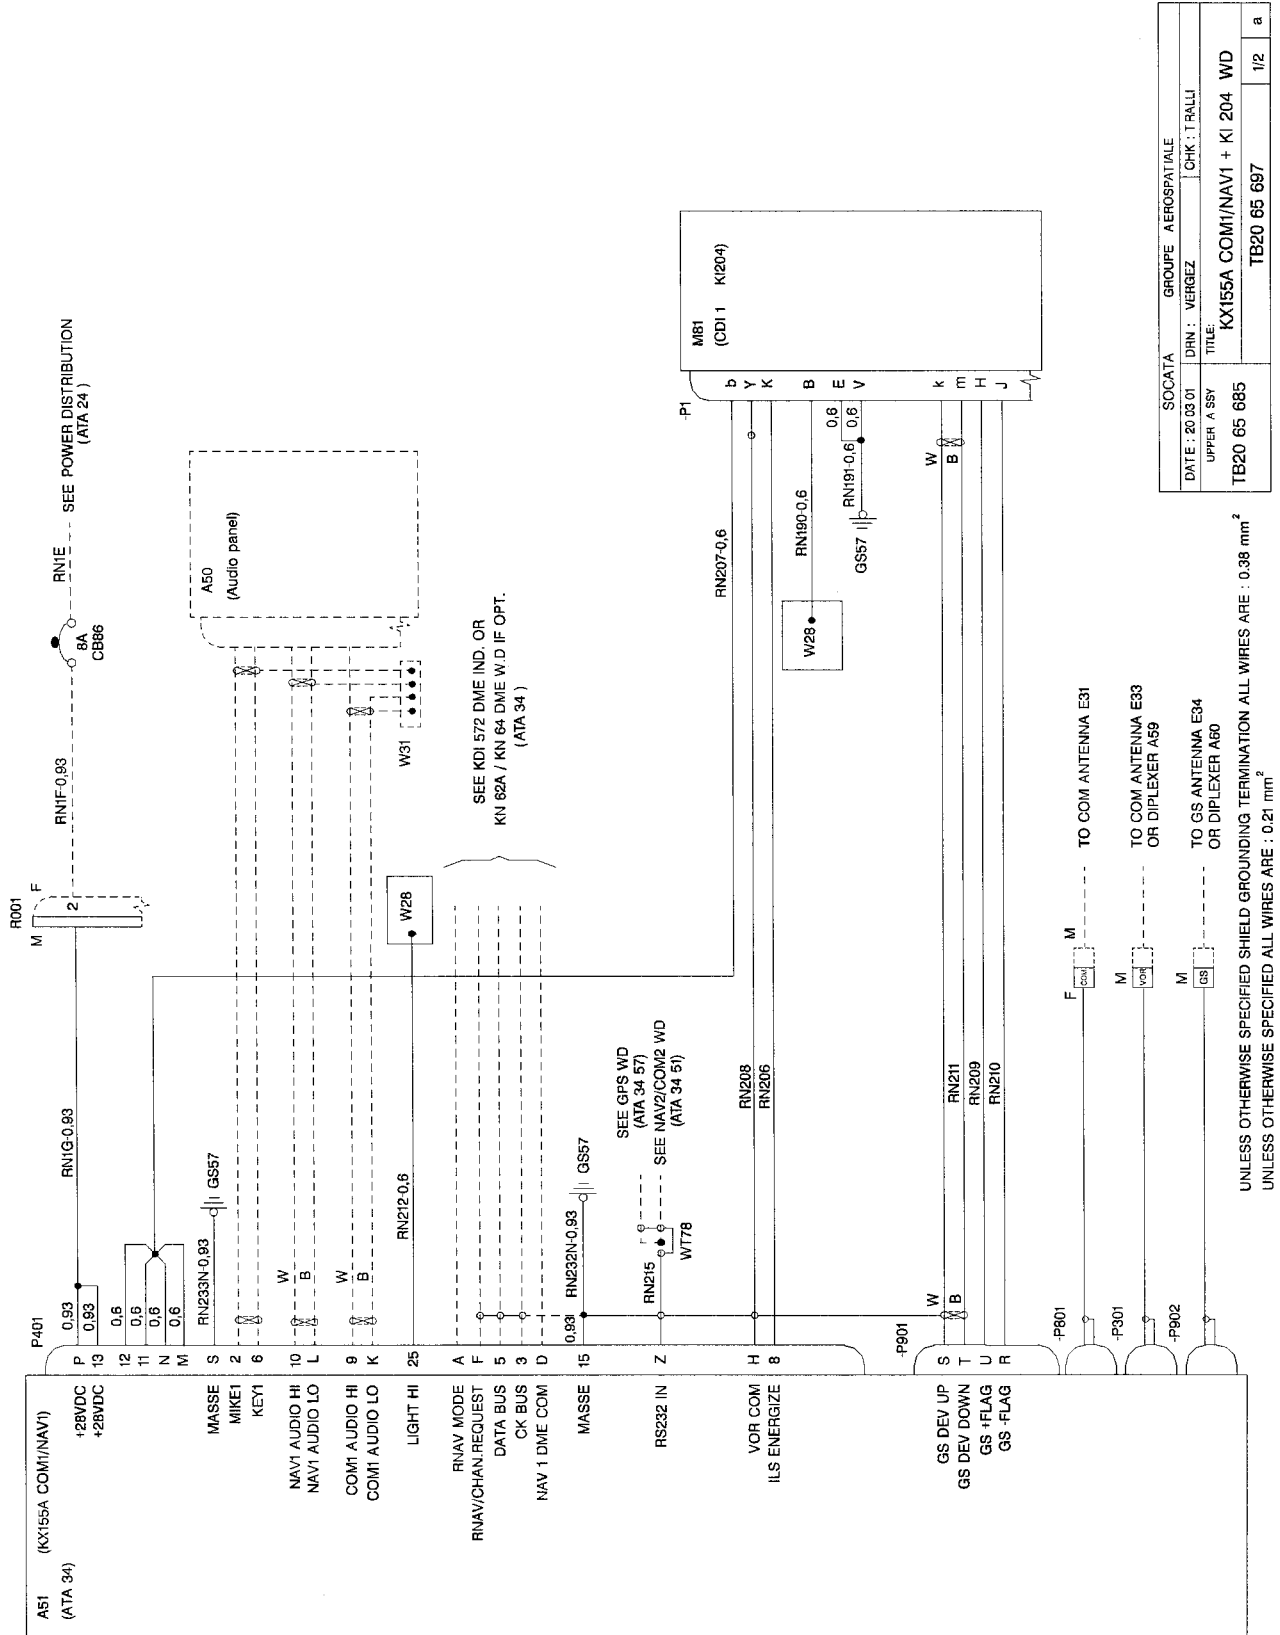 A51 (KX155A COM1/NAV1)
(ATA 34)
P401
+28VDC P 0,93
+28VDC 13 0,93
RN1G-0,93
M R001 F
2
RN1F-0,93
8A
CB86
RN1E
SEE POWER DISTRIBUTION
(ATA 24 )
12 0,6
11 0,6
N 0,6
M 0,6
MASSE S RN233N-0,93 GS57
MIKE1 2
KEY1 6
NAV1 AUDIO HI 10 W
NAV1 AUDIO LO L B
COM1 AUDIO HI 9 W
COM1 AUDIO LO K B
A50
(Audio panel)
W31
LIGHT HI 25 RN212-0,6 W28
RNAV MODE A
RNAV/CHAN.REQUEST F
DATA BUS 5
CK BUS 3
NAV 1 DME COM D
SEE KDI 572 DME IND. OR
KN 62A / KN 64 DME W.D IF OPT.
(ATA 34 )
MASSE 15 0,93 RN232N-0,93 GS57
RS232 IN Z RN215 WT78
SEE GPS WD
(ATA 34 57)
SEE NAV2/COM2 WD
(ATA 34 51)
VOR COM H RN208
ILS ENERGIZE 8 RN206
RN207-0,6
-P1
M81
(CDI 1 KI204)
b
Y
K
B
E
V
k
m
H
J
W28 RN190-0,6
GS57 RN191-0,6
0,6
0,6
-P901
GS DEV UP S W
GS DEV DOWN T B
GS +FLAG U
GS -FLAG R
RN211
RN209
RN210
W
B
-P801
F COM M
TO COM ANTENNA E31
-P301
M VOR
TO COM ANTENNA E33
OR DIPLEXER A59
-P902
M GS
TO GS ANTENNA E34
OR DIPLEXER A60
UNLESS OTHERWISE SPECIFIED SHIELD GROUNDING TERMINATION ALL WIRES ARE : 0.38 mm²
UNLESS OTHERWISE SPECIFIED ALL WIRES ARE : 0.21 mm²
SOCATA GROUPE AEROSPATIALE
DATE : 20 03 01 DRN : VERGEZ CHK : T RALLI
UPPER A SSY TITLE:
TB20 65 685 KX155A COM1/NAV1 + KI 204 WD
TB20 65 697 1/2 a